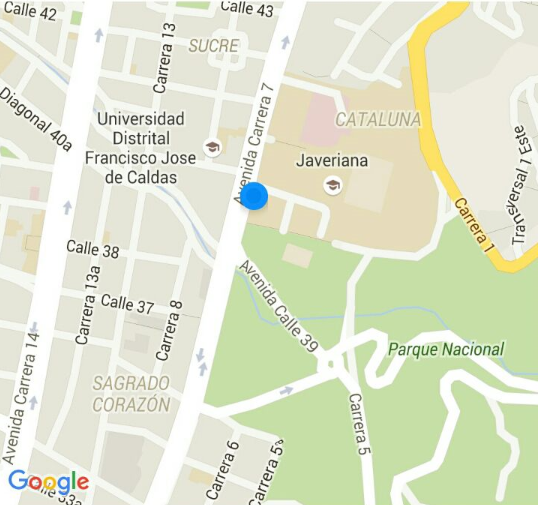 Calle 42
Calle 43
SUCRE
Carrera 13
Avenida Carrera 7
Diagonal 40a
Universidad
Distrital
Francisco Jose
de Caldas
CATALUNA
Javeriana
Transversal 1 Este
Carrera 1
Calle 38
Carrera 13a
Calle 37
Carrera 8
Avenida Calle 39
Parque Nacional
Avenida Carrera 14
SAGRADO
CORAZÓN
Carrera 5
Carrera 6
Carrera 5a
Google